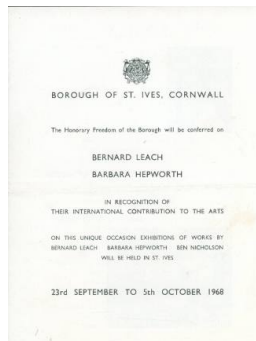 BOROUGH OF ST. IVES, CORNWALL
The Honorary Freedom of the Borough will be conferred on
BERNARD LEACH
BARBARA HEPWORTH
IN RECOGNITION OF
THEIR INTERNATIONAL CONTRIBUTION TO THE ARTS
ON THIS UNIQUE OCCASION EXHIBITIONS OF WORKS BY
BERNARD LEACH BARBARA HEPWORTH BEN NICHOLSON
WILL BE HELD IN ST. IVES
23rd SEPTEMBER TO 5th OCTOBER 1968